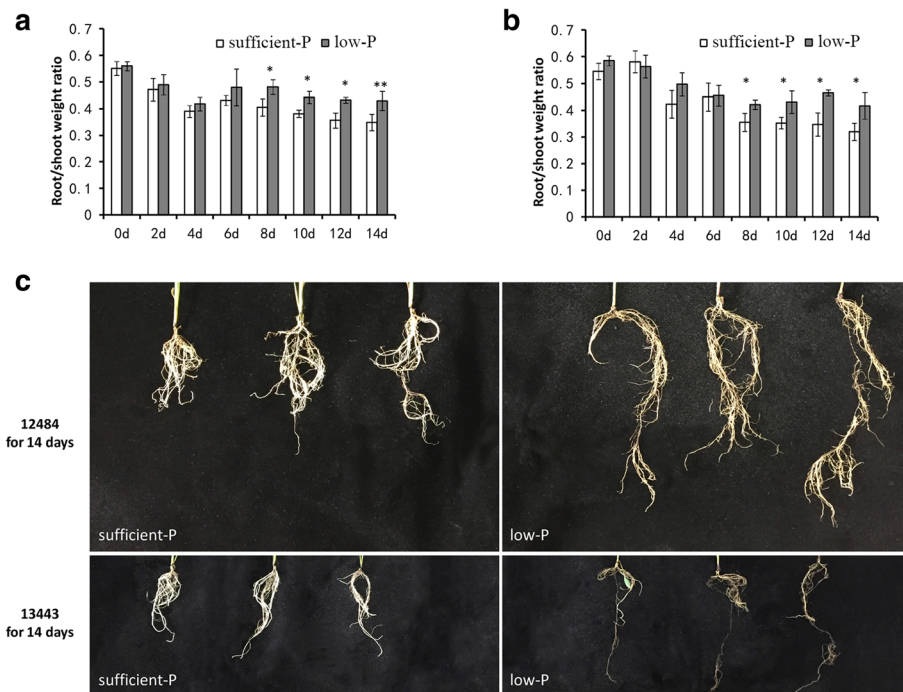 a
0.7
0.6
0.5
0.4
0.3
0.2
0.1
0
Root/shoot weight ratio
sufficient-P low-P
* * * **
0d 2d 4d 6d 8d 10d 12d 14d
b
0.7
0.6
0.5
0.4
0.3
0.2
0.1
0
Root/shoot weight ratio
sufficient-P low-P
* * * *
0d 2d 4d 6d 8d 10d 12d 14d
c
12484
for 14 days
sufficient-P
low-P
13443
for 14 days
sufficient-P
low-P